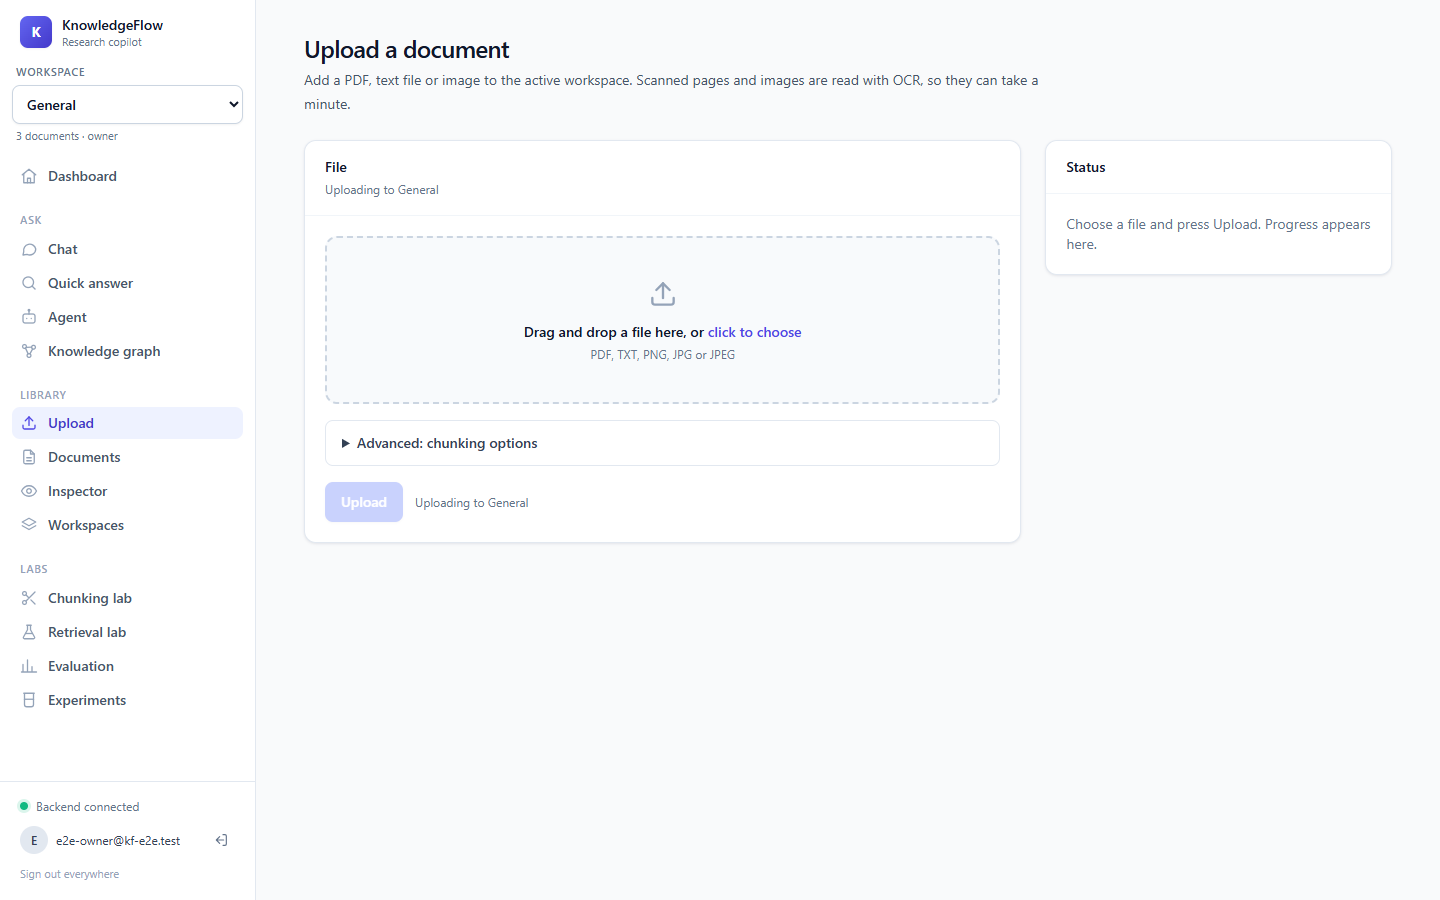 K
KnowledgeFlow
Research copilot
WORKSPACE
General
3 documents · owner
Dashboard
ASK
Chat
Quick answer
Agent
Knowledge graph
LIBRARY
Upload
Documents
Inspector
Workspaces
LABS
Chunking lab
Retrieval lab
Evaluation
Experiments
Backend connected
E
e2e-owner@kf-e2e.test
Sign out everywhere
Upload a document
Add a PDF, text file or image to the active workspace. Scanned pages and images are read with OCR, so they can take a
minute.
File
Uploading to General
Drag and drop a file here, or click to choose
PDF, TXT, PNG, JPG or JPEG
Advanced: chunking options
Upload
Uploading to General
Status
Choose a file and press Upload. Progress appears
here.